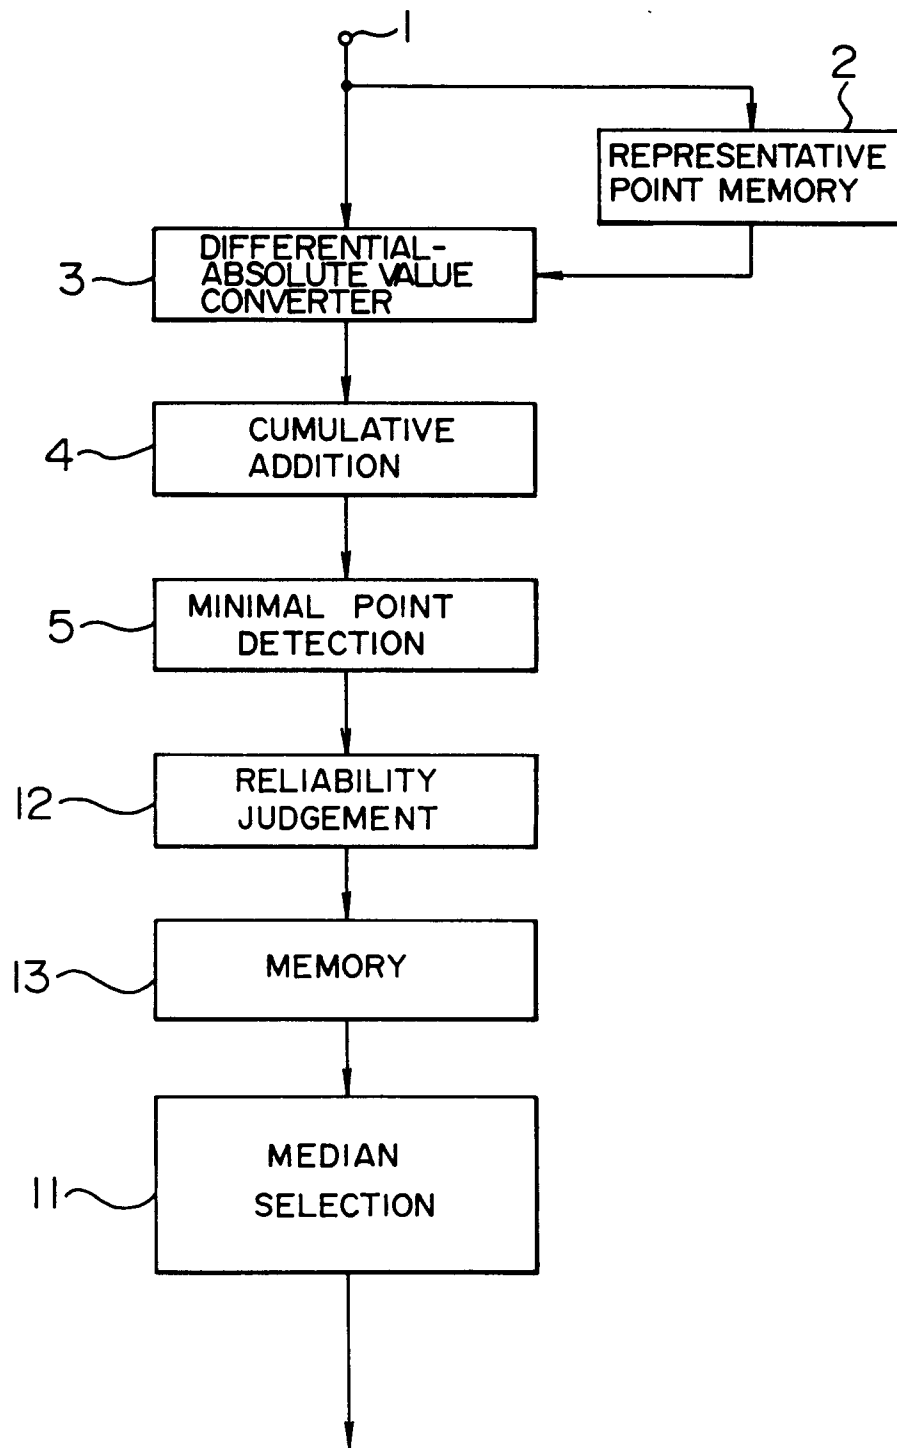 1
2
REPRESENTATIVE
POINT MEMORY
3
DIFFERENTIAL-
ABSOLUTE VALUE
CONVERTER
4
CUMULATIVE
ADDITION
5
MINIMAL POINT
DETECTION
12
RELIABILITY
JUDGEMENT
13
MEMORY
11
MEDIAN
SELECTION